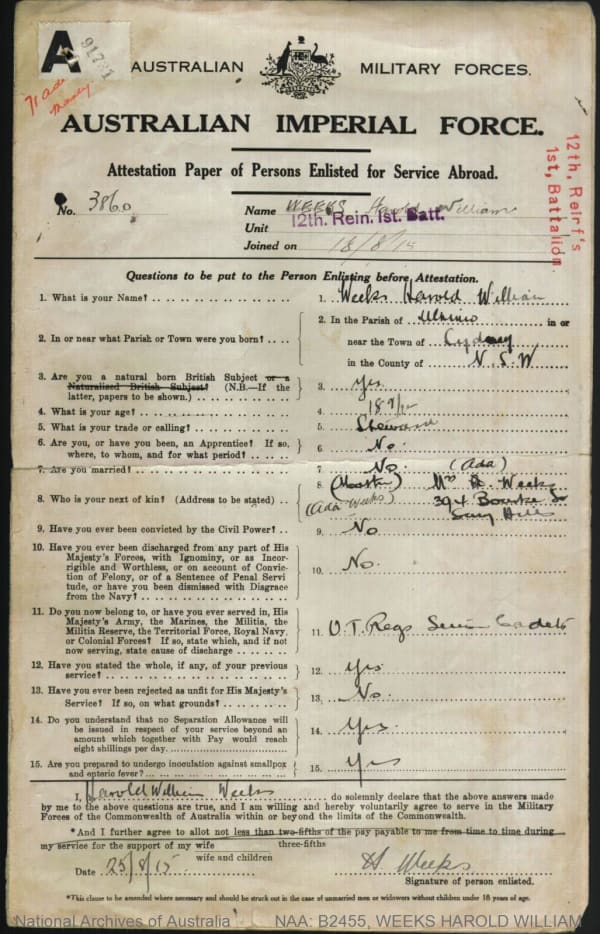 A
91731
AUSTRALIAN MILITARY FORCES.
AUSTRALIAN IMPERIAL FORCE.
Attestation Paper of Persons Enlisted for Service Abroad.
12th, Reinf's
1st, Battalion.
No. 3860
Name WEEKS Harold William
Unit 12th. Rein. 1st. Batt.
Joined on 18/8/15
Questions to be put to the Person Enlisting before Attestation.
1. What is your Name? 1. Weeks Harold William
2. In or near what Parish or Town were you born? 2. In the Parish of in or
near the Town of Sydney
in the County of N.S.W
3. Are you a natural born British Subject or a
Naturalised British Subject? (N.B.—If the
latter, papers to be shown.) 3. Yes
4. What is your age? 4. 18
5. What is your trade or calling? 5.
6. Are you, or have you been, an Apprentice? If so,
where, to whom, and for what period? 6. No.
7. Are you married? 7. No. (Ada)
8. Who is your next of kin? (Address to be stated) 8. (Mother) Mrs A. Weeks
(Ada Weeks) 394 Bourke St
Surry Hills
9. Have you ever been convicted by the Civil Power? 9. No
10. Have you ever been discharged from any part of His
Majesty's Forces, with Ignominy, or as Incor-
rigible and Worthless, or on account of Convic-
tion of Felony, or of a Sentence of Penal Servi
tude, or have you been dismissed with Disgrace
from the Navy? 10. No.
11. Do you now belong to, or have you ever served in, His
Majesty's Army, the Marines, the Militia, the
Militia Reserve, the Territorial Force, Royal Navy,
or Colonial Forces? If so, state which, and if not
now serving, state cause of discharge 11. U.T. Regs Senior Cadets
12. Have you stated the whole, if any, of your previous
service? 12. Yes
13. Have you ever been rejected as unfit for His Majesty's
Service? If so, on what grounds? 13. No.
14. Do you understand that no Separation Allowance will
be issued in respect of your service beyond an
amount which together with Pay would reach
eight shillings per day. 14. Yes.
15. Are you prepared to undergo inoculation against smallpox
and enteric fever? 15. Yes
I, Harold William Weeks do solemnly declare that the above answers made
by me to the above questions are true, and I am willing and hereby voluntarily agree to serve in the Military
Forces of the Commonwealth of Australia within or beyond the limits of the Commonwealth.
*And I further agree to allot not less than two-fifths of the pay payable to me from time to time during
three-fifths
my service for the support of my wife
wife and children
Date 25/8/15 H Weeks
Signature of person enlisted.
*This clause to be amended where necessary and should be struck out in the case of unmarried men or widowers without children under 18 years of age.
National Archives of Australia NAA: B2455, WEEKS HAROLD WILLIAM